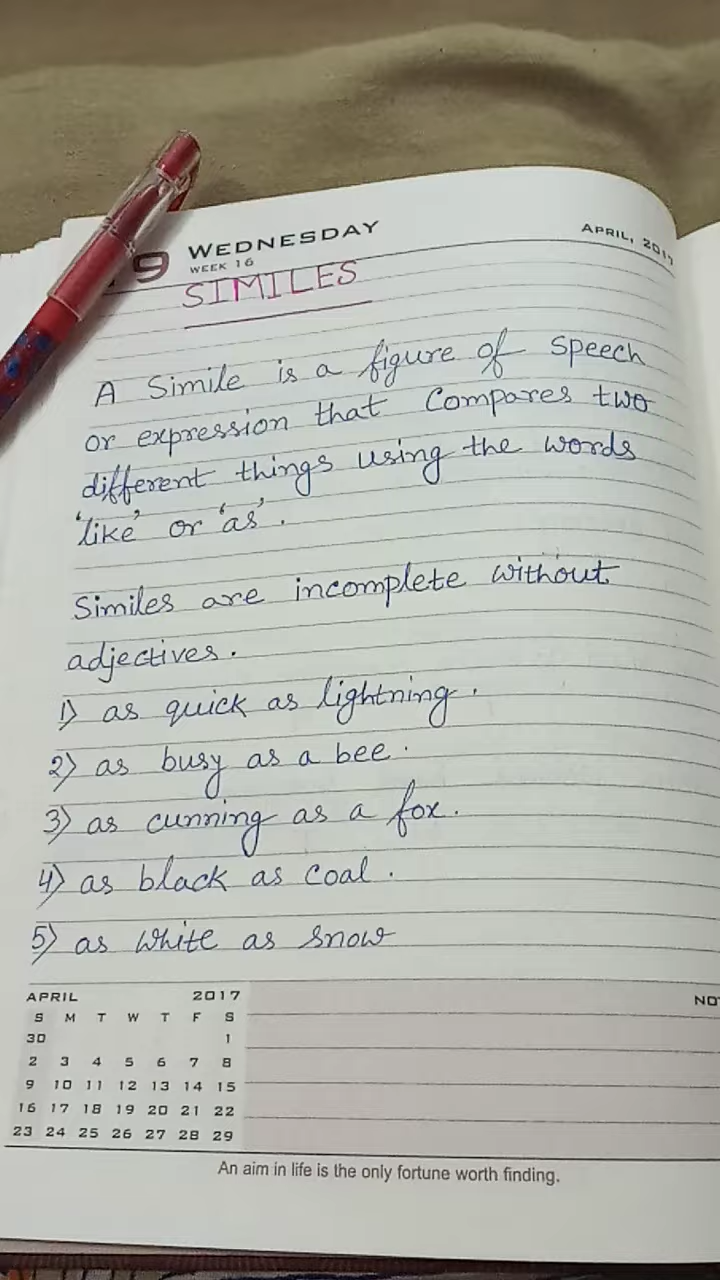 9 WEDNESDAY
WEEK 16
APRIL, 2017
SIMILES
A Simile is a figure of speech
or expression that compares two
different things using the words
'like' or 'as'.
Similes are incomplete without
adjectives.
1) as quick as lightning.
2) as busy as a bee.
3) as cunning as a fox.
4) as black as coal.
5) as white as snow
APRIL 2017
S M T W T F S
30 1
2 3 4 5 6 7 8
9 10 11 12 13 14 15
16 17 18 19 20 21 22
23 24 25 26 27 28 29
An aim in life is the only fortune worth finding.